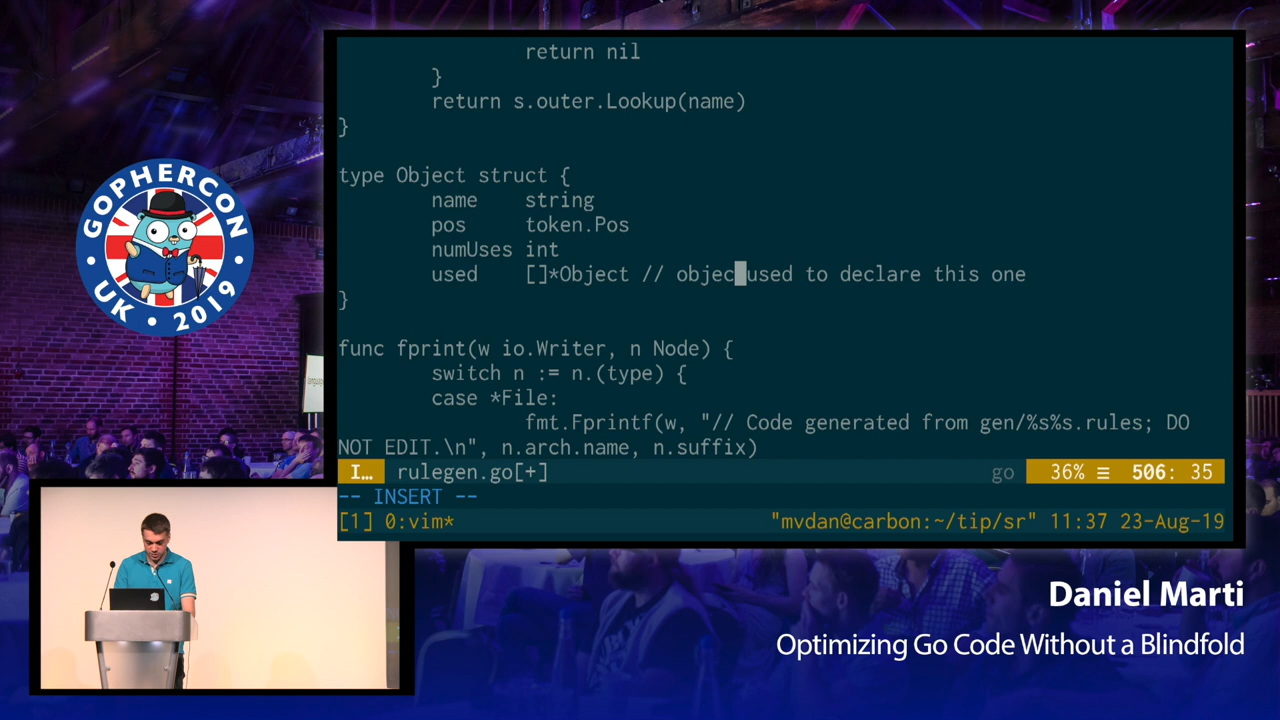 return nil
}
return s.outer.Lookup(name)
}
type Object struct {
name string
pos token.Pos
numUses int
used []*Object // objec used to declare this one
}
func fprint(w io.Writer, n Node) {
switch n := n.(type) {
case *File:
fmt.Fprintf(w, "// Code generated from gen/%s%s.rules; DO
NOT EDIT.\n", n.arch.name, n.suffix)
I… rulegen.go[+] go 36% ☰ 506: 35
-- INSERT --
[1] 0:vim* "mvdan@carbon:~/tip/sr" 11:37 23-Aug-19
GOPHERCON
UK • 2019
Daniel Marti
Optimizing Go Code Without a Blindfold